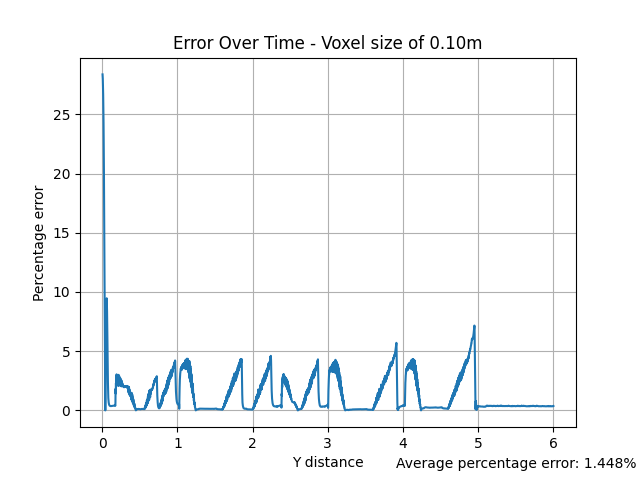 Error Over Time - Voxel size of 0.10m
Percentage error
25
20
15
10
5
0
0 1 2 3 4 5 6
Y distance
Average percentage error: 1.448%